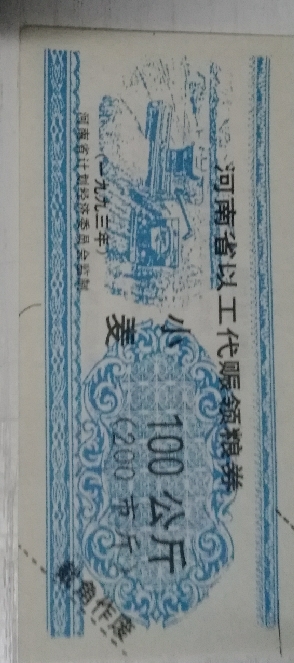 河南省以工代赈领粮券
小麦
100 公斤
(200 市斤)
(一九九三年)
河南省计划经济委员会监制
缺角作废